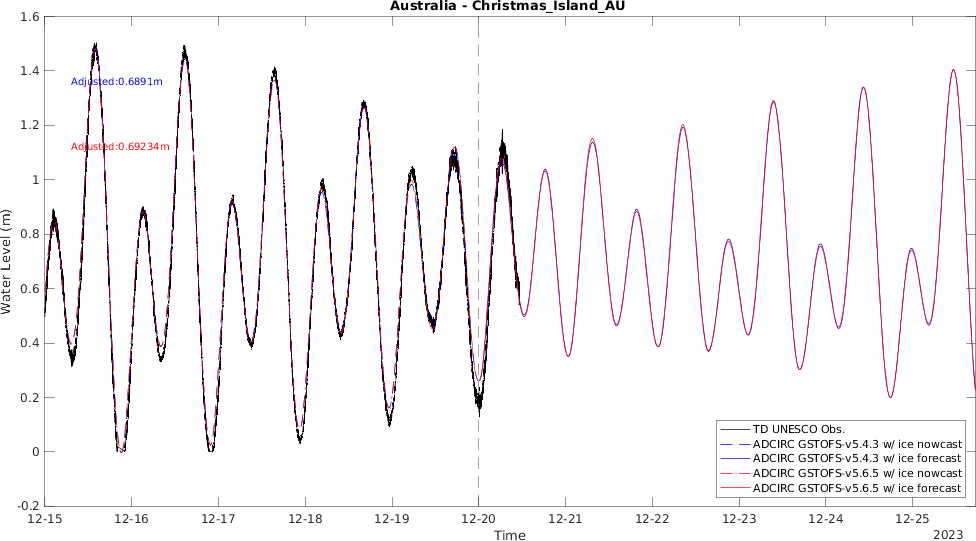 Australia - Christmas_Island_AU
1.6
1.4
1.2
1
0.8
0.6
0.4
0.2
0
-0.2
Water Level (m)
Adjusted:0.6891m
Adjusted:0.69234m
TD UNESCO Obs.
ADCIRC GSTOFS-v5.4.3 w/ ice nowcast
ADCIRC GSTOFS-v5.4.3 w/ ice forecast
ADCIRC GSTOFS-v5.6.5 w/ ice nowcast
ADCIRC GSTOFS-v5.6.5 w/ ice forecast
12-15 12-16 12-17 12-18 12-19 12-20 12-21 12-22 12-23 12-24 12-25
Time
2023